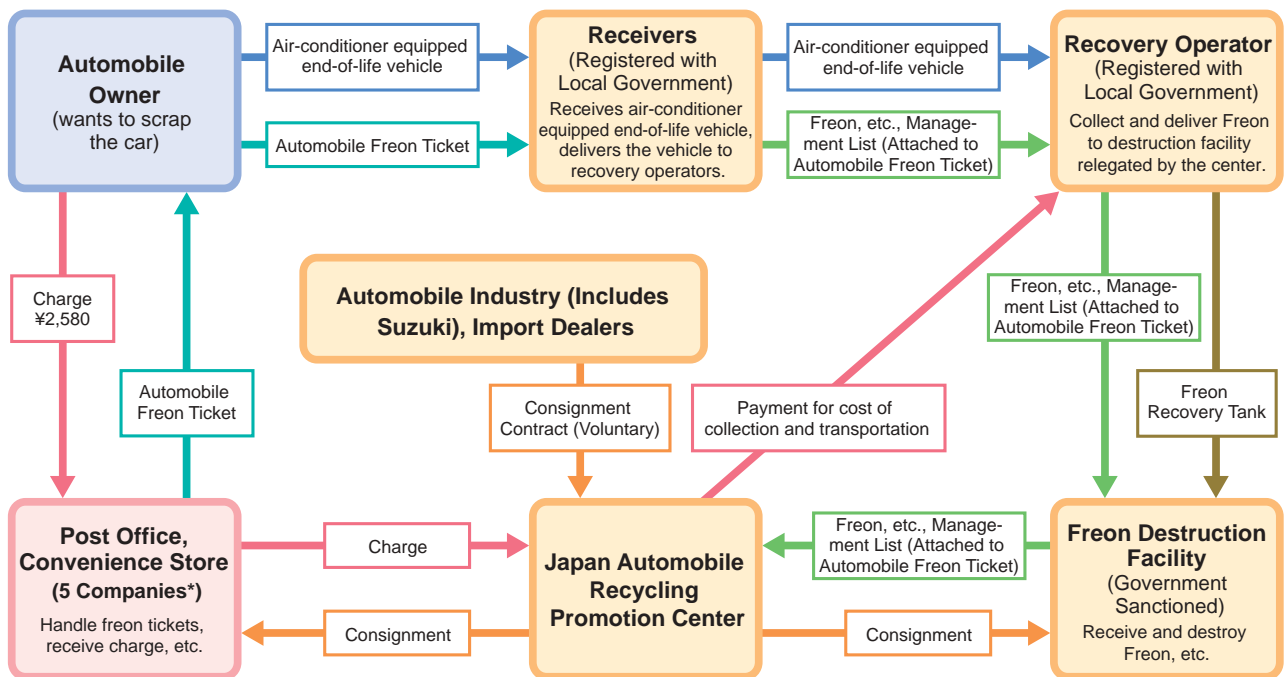 Automobile
Owner
(wants to scrap
the car)
Air-conditioner equipped
end-of-life vehicle
Automobile Freon Ticket
Receivers
(Registered with
Local Government)
Receives air-conditioner
equipped end-of-life vehicle,
delivers the vehicle to
recovery operators.
Air-conditioner equipped
end-of-life vehicle
Freon, etc., Manage-
ment List (Attached to
Automobile Freon Ticket)
Recovery Operator
(Registered with
Local Government)
Collect and deliver Freon
to destruction facility
relegated by the center.
Charge
¥2,580
Automobile
Freon Ticket
Automobile Industry (Includes
Suzuki), Import Dealers
Consignment
Contract (Voluntary)
Payment for cost of
collection and transportation
Freon, etc., Manage-
ment List (Attached to
Automobile Freon Ticket)
Freon
Recovery Tank
Post Office,
Convenience Store
(5 Companies*)
Handle freon tickets,
receive charge, etc.
Charge
Consignment
Japan Automobile
Recycling
Promotion Center
Freon, etc., Manage-
ment List (Attached to
Automobile Freon Ticket)
Consignment
Freon Destruction
Facility
(Government
Sanctioned)
Receive and destroy
Freon, etc.